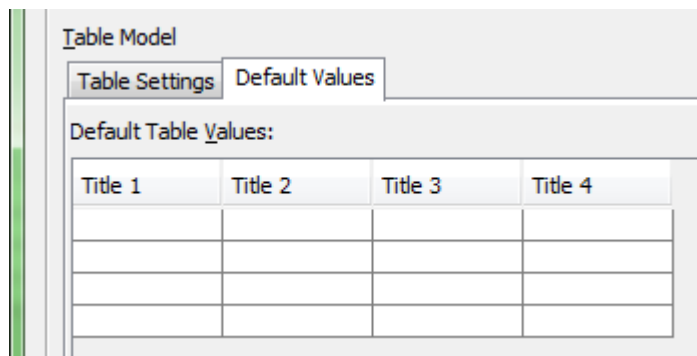 Table Model
Table Settings Default Values
Default Table Values:
Title 1 Title 2 Title 3 Title 4